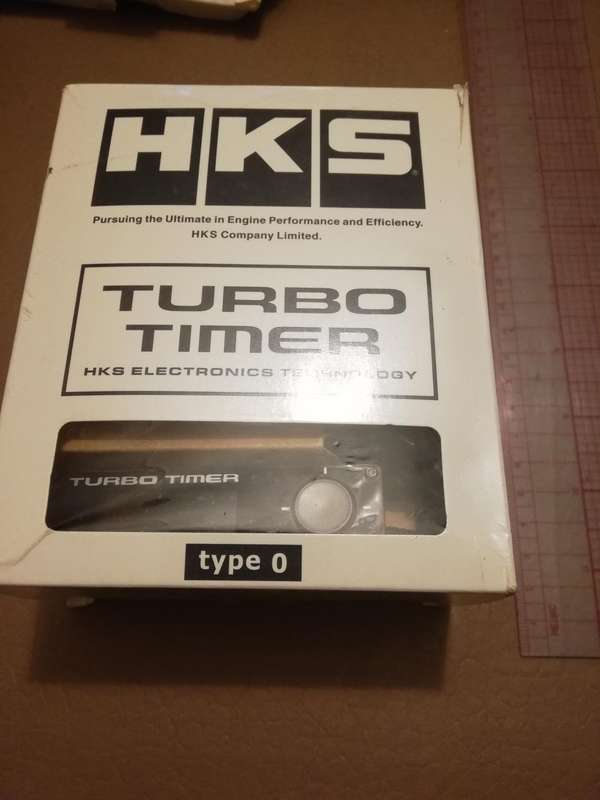 HKS
Pursuing the Ultimate in Engine Performance and Efficiency.
HKS Company Limited.
TURBO
TIMER
HKS ELECTRONICS TECHNOLOGY
TURBO TIMER
type 0